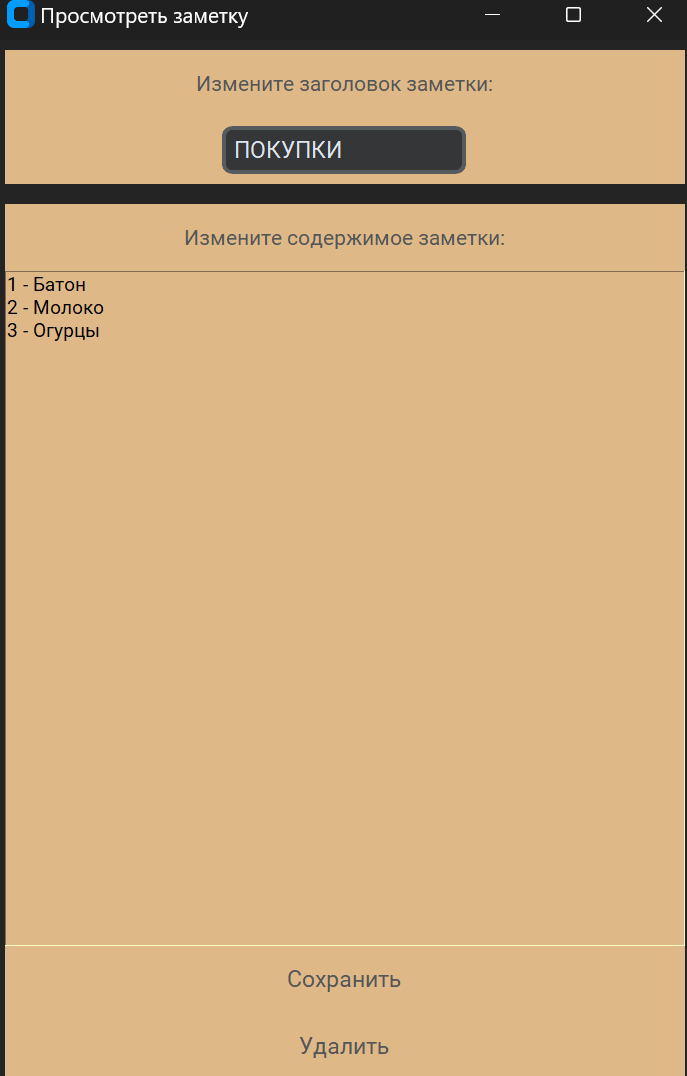 Просмотреть заметку
Измените заголовок заметки:
ПОКУПКИ
Измените содержимое заметки:
1 - Батон
2 - Молоко
3 - Огурцы
Сохранить
Удалить